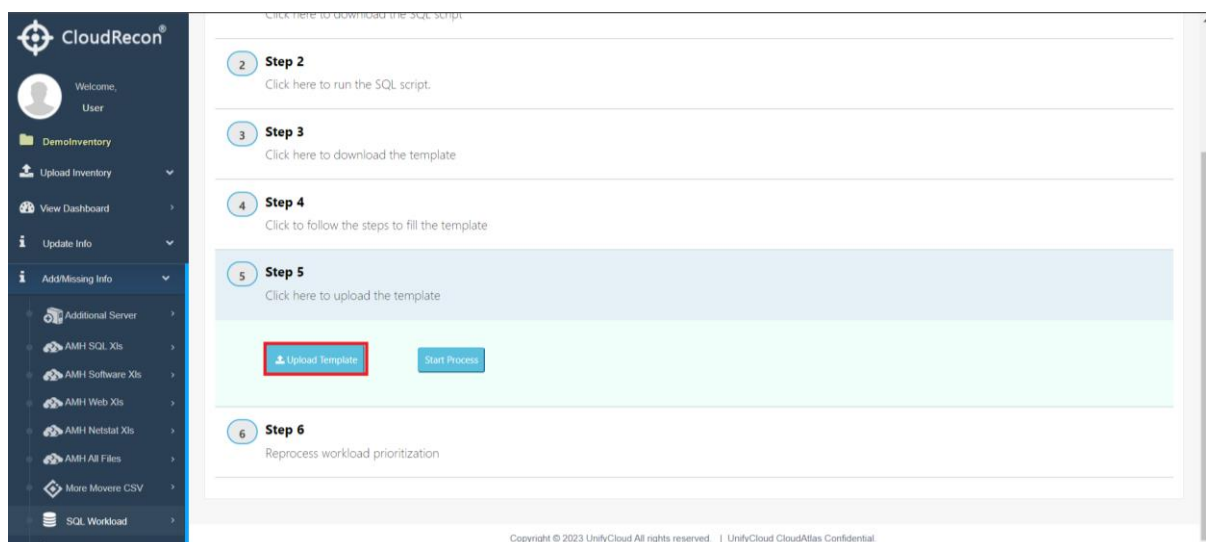 CloudRecon®
Welcome,
User
DemoInventory
Upload Inventory
View Dashboard
Update Info
Add/Missing Info
Additional Server
AMH SQL Xls
AMH Software Xls
AMH Web Xls
AMH Netstat Xls
AMH All Files
More Movere CSV
SQL Workload
Click here to download the SQL script
2 Step 2
Click here to run the SQL script.
3 Step 3
Click here to download the template
4 Step 4
Click to follow the steps to fill the template
5 Step 5
Click here to upload the template
Upload Template Start Process
6 Step 6
Reprocess workload prioritization
Copyright © 2023 UnifyCloud All rights reserved. | UnifyCloud CloudAtlas Confidential.